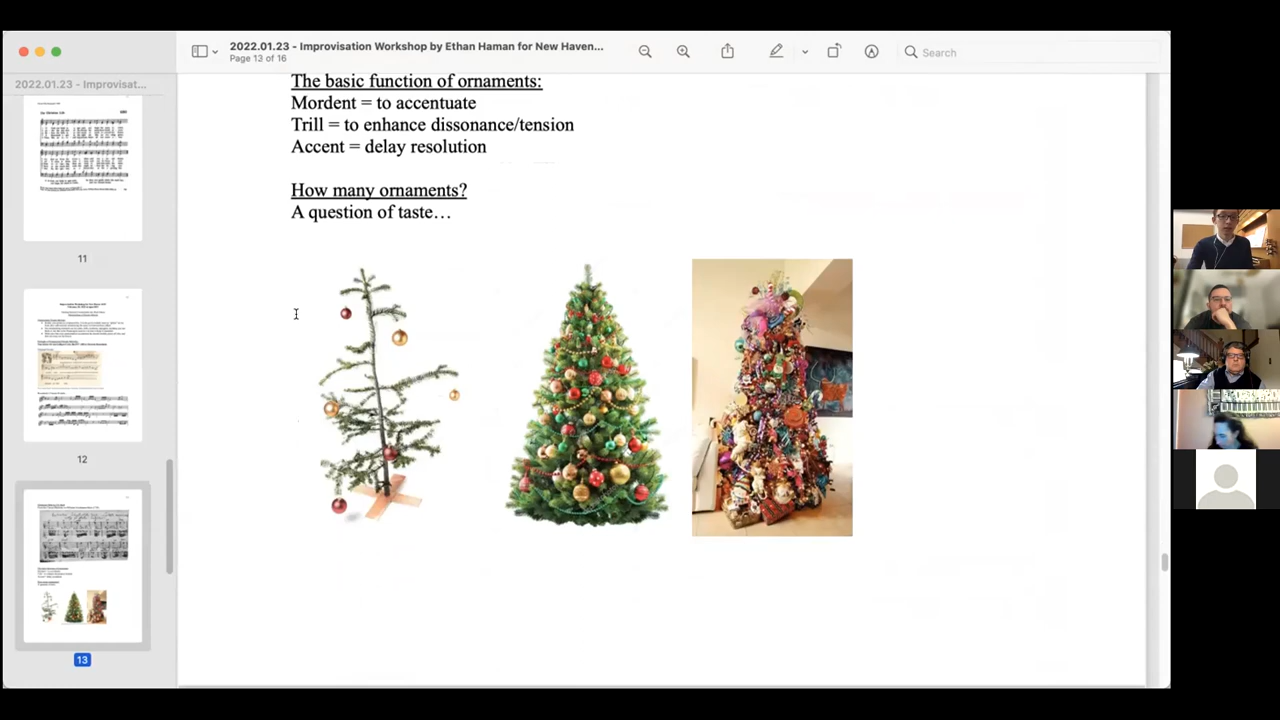 2022.01.23 - Improvisation Workshop by Ethan Haman for New Haven...
Page 13 of 16
Search
2022.01.23 - Improvisat...
11
12
13
The basic function of ornaments:
Mordent = to accentuate
Trill = to enhance dissonance/tension
Accent = delay resolution
How many ornaments?
A question of taste…